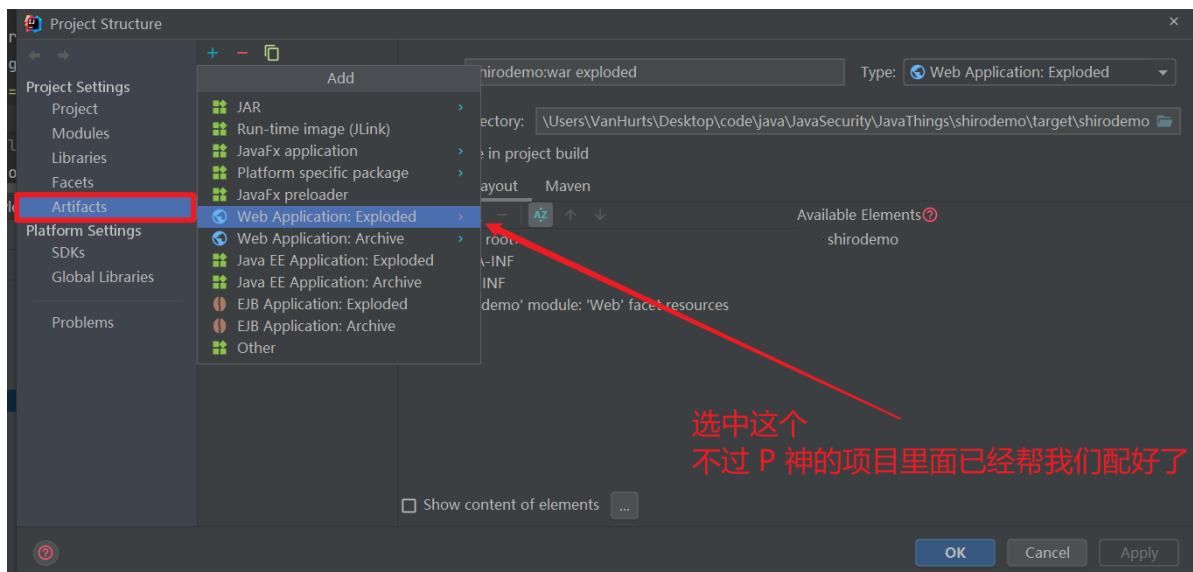 Project Structure
Project Settings
Project
Modules
Libraries
Facets
Artifacts
Platform Settings
SDKs
Global Libraries
Problems
Add
JAR
Run-time image (JLink)
JavaFx application
Platform specific package
JavaFx preloader
Web Application: Exploded
Web Application: Archive
Java EE Application: Exploded
Java EE Application: Archive
EJB Application: Exploded
EJB Application: Archive
Other
hirodemo:war exploded
Type: Web Application: Exploded
ectory: \Users\VanHurts\Desktop\code\java\JavaSecurity\JavaThings\shirodemo\target\shirodemo
e in project build
ayout Maven
Available Elements
root>
shirodemo
A-INF
INF
demo' module: 'Web' facet resources
选中这个
不过 P 神的项目里面已经帮我们配好了
Show content of elements ...
OK Cancel Apply